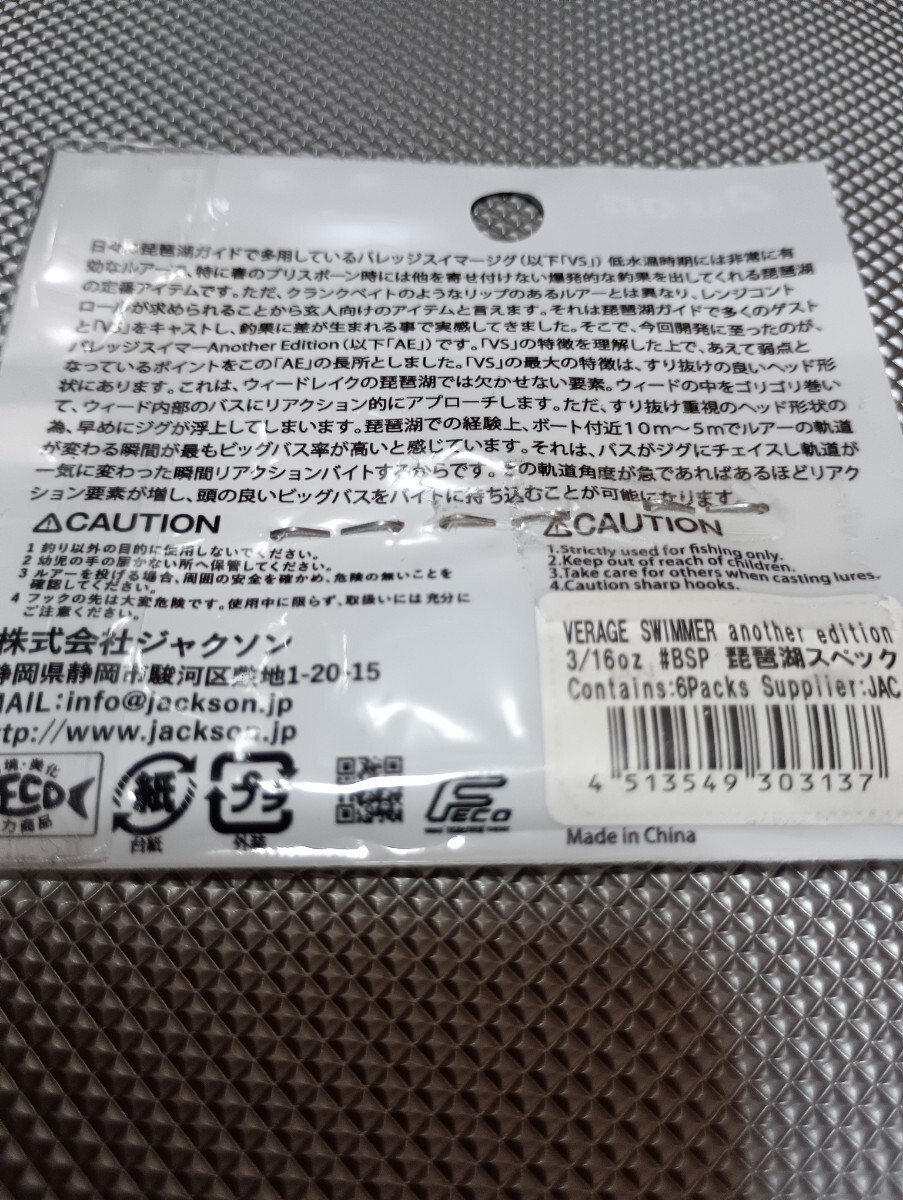 Qu-on
日々の琵琶湖ガイドで多用しているバレッジスイマージグ(以下「VS」)低水温時期には非常に有
効なルアーで、特に春のプリスポーン時には他を寄せ付けない爆発的な釣果を出してくれる琵琶湖
の定番アイテムです。ただ、クランクベイトのようなリップのあるルアーとは異なり、レンジコント
ロールが求められることから玄人向けのアイテムと言えます。それは琵琶湖ガイドで多くのゲスト
と「VS」をキャストし、釣果に差が生まれる事で実感してきました。そこで、今回開発に至ったのが、
バレッジスイマーAnother Edition(以下「AE」)です。「VS」の特徴を理解した上で、あえて弱点と
なっているポイントをこの「AE」の長所としました。「VS」の最大の特徴は、すり抜けの良いヘッド形
状にあります。これは、ウィードレイクの琵琶湖では欠かせない要素。ウィードの中をゴリゴリ巻い
て、ウィード内部のバスにリアクション的にアプローチします。ただ、すり抜け重視のヘッド形状の
為、早めにジグが浮上してしまいます。琵琶湖での経験上、ボート付近10m〜5mでルアーの軌道
が変わる瞬間が最もビッグバス率が高いと感じています。それは、バスがジグにチェイスし軌道が
一気に変わった瞬間リアクションバイトするからです。この軌道角度が急であればあるほどリアク
ション要素が増し、頭の良いビッグバスをバイトに持ち込むことが可能になります。
⚠CAUTION
1 釣り以外の目的に使用しないでください。
2 幼児の手の届かない所へ保管してください。
3 ルアーを投げる場合、周囲の安全を確かめ、危険の無いことを
確認してください。
4 フックの先は大変危険です。使用中に限らず、取扱いには充分に
ご注意ください。
⚠CAUTION
1.Strictly used for fishing only.
2.Keep out of reach of children.
3.Take care for others when casting lures.
4.Caution sharp hooks.
株式会社ジャクソン
静岡県静岡市駿河区敷地1-20-15
MAIL:info@jackson.jp
ttp://www.jackson.jp
境・美化
ECO
力商品
紙
台紙
プラ
外装
F ECO
VERAGE SWIMMER another edition
3/16oz #BSP 琵琶湖スペック
Contains:6Packs Supplier:JAC
4 513549 303137
Made in China